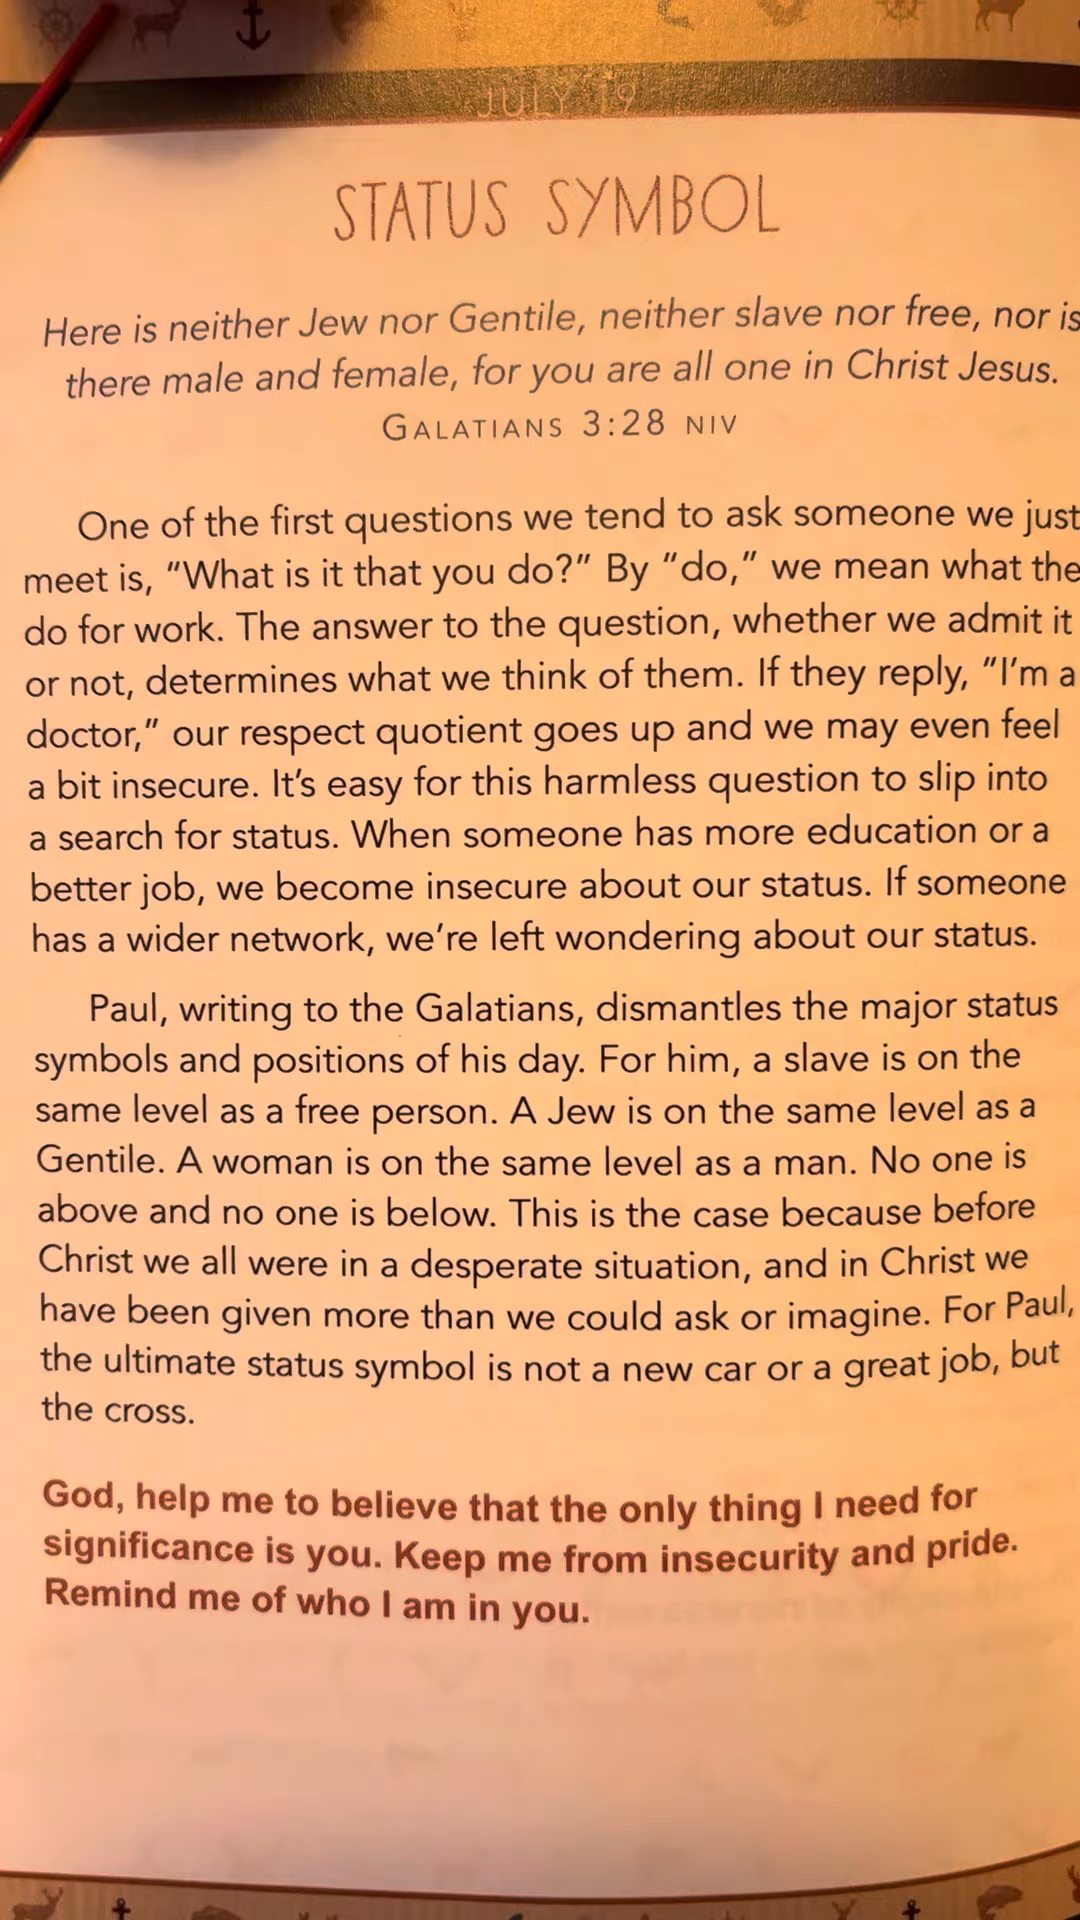 JULY 19
STATUS SYMBOL
Here is neither Jew nor Gentile, neither slave nor free, nor is
there male and female, for you are all one in Christ Jesus.
GALATIANS 3:28 NIV
One of the first questions we tend to ask someone we just
meet is, "What is it that you do?" By "do," we mean what the
do for work. The answer to the question, whether we admit it
or not, determines what we think of them. If they reply, "I'm a
doctor," our respect quotient goes up and we may even feel
a bit insecure. It's easy for this harmless question to slip into
a search for status. When someone has more education or a
better job, we become insecure about our status. If someone
has a wider network, we're left wondering about our status.
Paul, writing to the Galatians, dismantles the major status
symbols and positions of his day. For him, a slave is on the
same level as a free person. A Jew is on the same level as a
Gentile. A woman is on the same level as a man. No one is
above and no one is below. This is the case because before
Christ we all were in a desperate situation, and in Christ we
have been given more than we could ask or imagine. For Paul,
the ultimate status symbol is not a new car or a great job, but
the cross.
God, help me to believe that the only thing I need for
significance is you. Keep me from insecurity and pride.
Remind me of who I am in you.